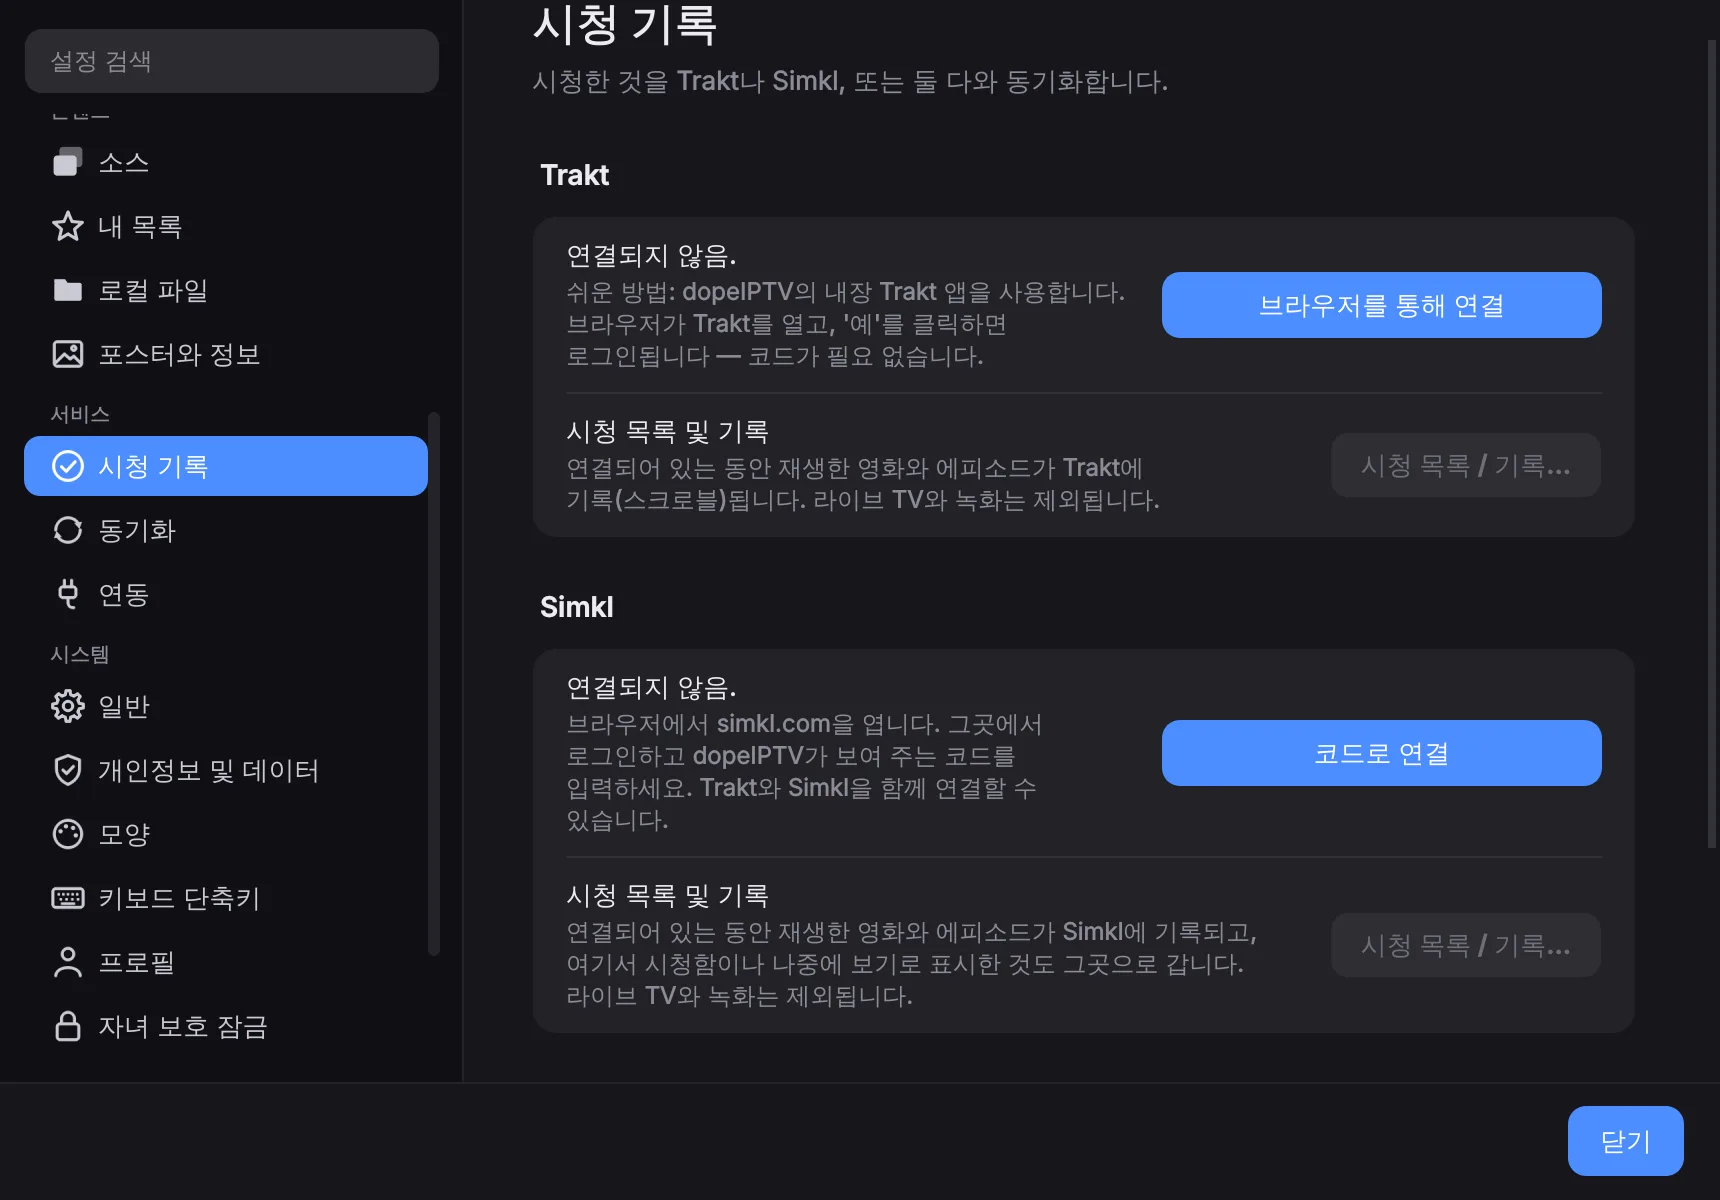 설정 검색
소스
내 목록
로컬 파일
포스터와 정보
서비스
시청 기록
동기화
연동
시스템
일반
개인정보 및 데이터
모양
키보드 단축키
프로필
자녀 보호 잠금
시청 기록
시청한 것을 Trakt나 Simkl, 또는 둘 다와 동기화합니다.
Trakt
연결되지 않음.
쉬운 방법: dopeIPTV의 내장 Trakt 앱을 사용합니다.
브라우저가 Trakt를 열고, '예'를 클릭하면
로그인됩니다 — 코드가 필요 없습니다.
브라우저를 통해 연결
시청 목록 및 기록
연결되어 있는 동안 재생한 영화와 에피소드가 Trakt에
기록(스크로블)됩니다. 라이브 TV와 녹화는 제외됩니다.
시청 목록 / 기록...
Simkl
연결되지 않음.
브라우저에서 simkl.com을 엽니다. 그곳에서
로그인하고 dopeIPTV가 보여 주는 코드를
입력하세요. Trakt와 Simkl을 함께 연결할 수
있습니다.
코드로 연결
시청 목록 및 기록
연결되어 있는 동안 재생한 영화와 에피소드가 Simkl에 기록되고,
여기서 시청함이나 나중에 보기로 표시한 것도 그곳으로 갑니다.
라이브 TV와 녹화는 제외됩니다.
시청 목록 / 기록...
닫기